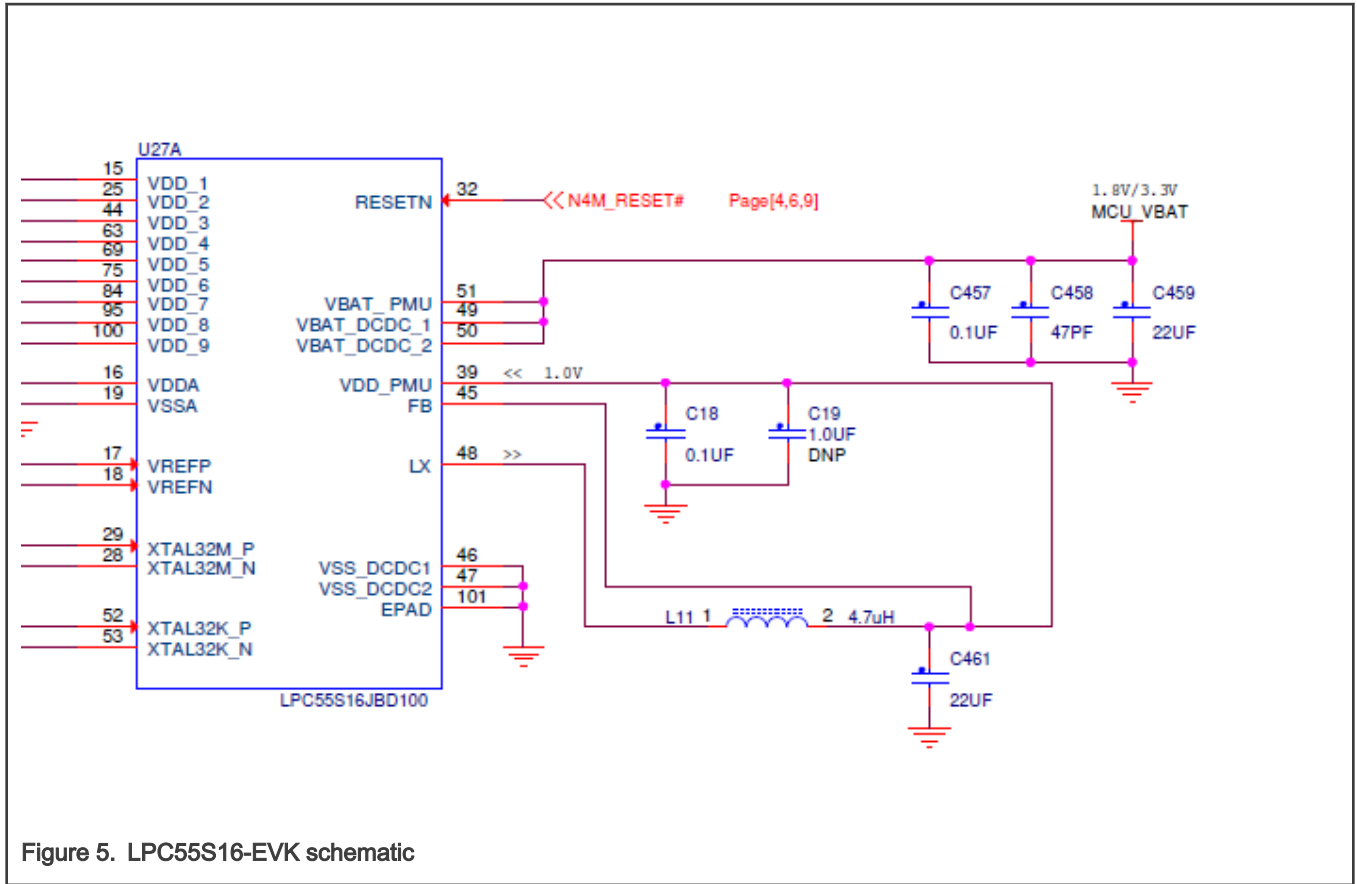 U27A
15 VDD_1
25 VDD_2
44 VDD_3
63 VDD_4
69 VDD_5
75 VDD_6
84 VDD_7
95 VDD_8
100 VDD_9
16 VDDA
19 VSSA
17 VREFP
18 VREFN
29 XTAL32M_P
28 XTAL32M_N
52 XTAL32K_P
53 XTAL32K_N
RESETN 32 << N4M_RESET# Page[4,6,9]
VBAT_PMU 51
VBAT_DCDC_1 49
VBAT_DCDC_2 50
VDD_PMU 39 << 1.0V
FB 45
LX 48 >>
VSS_DCDC1 46
VSS_DCDC2 47
EPAD 101
LPC55S16JBD100
1.8V/3.3V
MCU_VBAT
C457
0.1UF
C458
47PF
C459
22UF
C18
0.1UF
C19
1.0UF
DNP
L11 1 2 4.7uH
C461
22UF
Figure 5. LPC55S16-EVK schematic